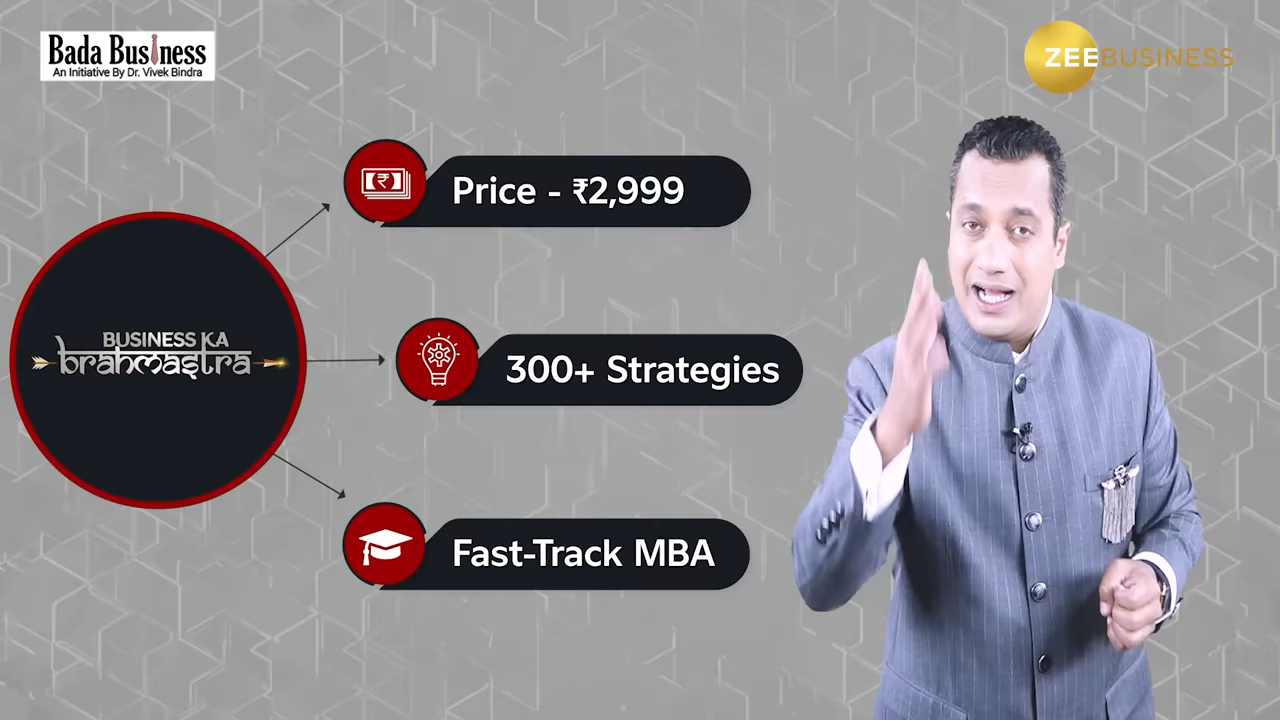 Bada Business
An Initiative By Dr. Vivek Bindra
ZEEBUSINESS
Price - ₹2,999
BUSINESS KA
brahmastra
300+ Strategies
Fast-Track MBA